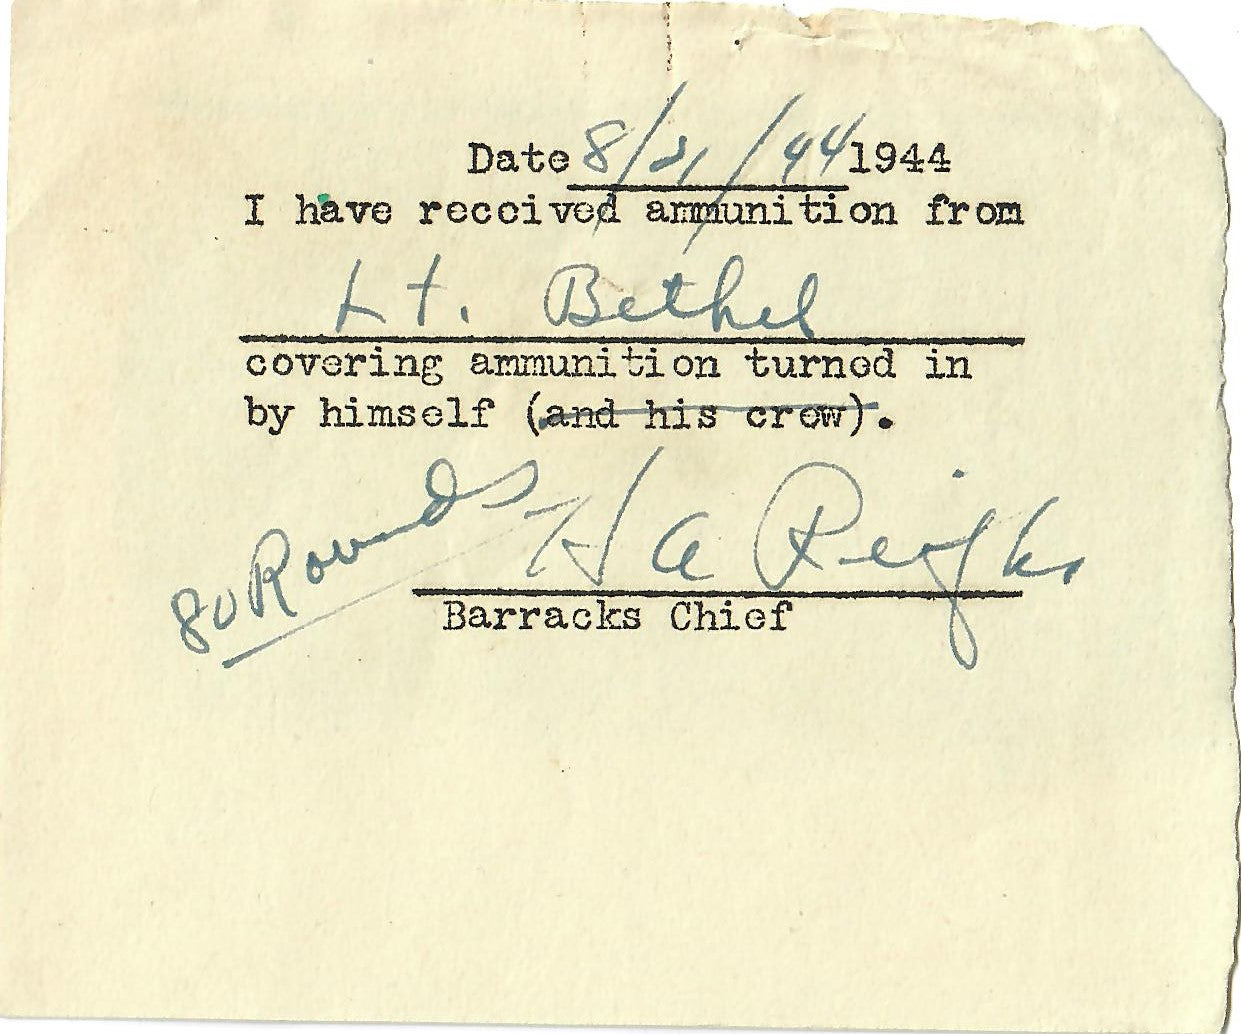 Date 8/21/44 1944
I have received ammunition from
Lt. Bethel
covering ammunition turned in
by himself (and his crew).
80 Rounds H A
Barracks Chief